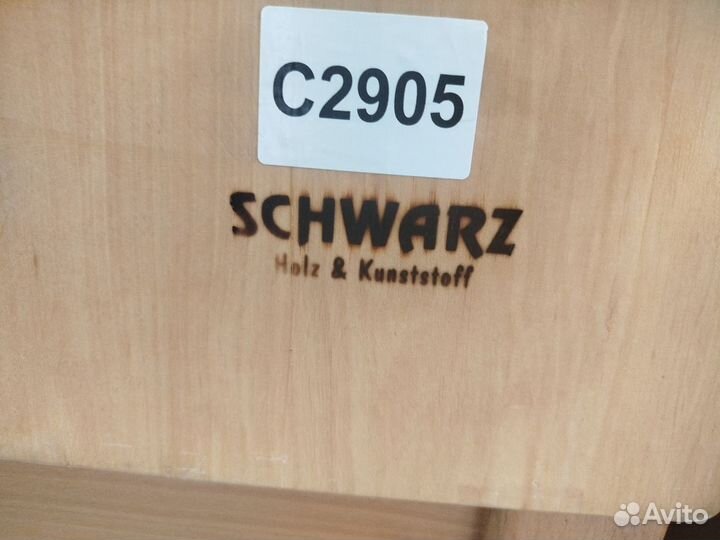 C2905
SCHWARZ
Holz & Kunststoff
Avito